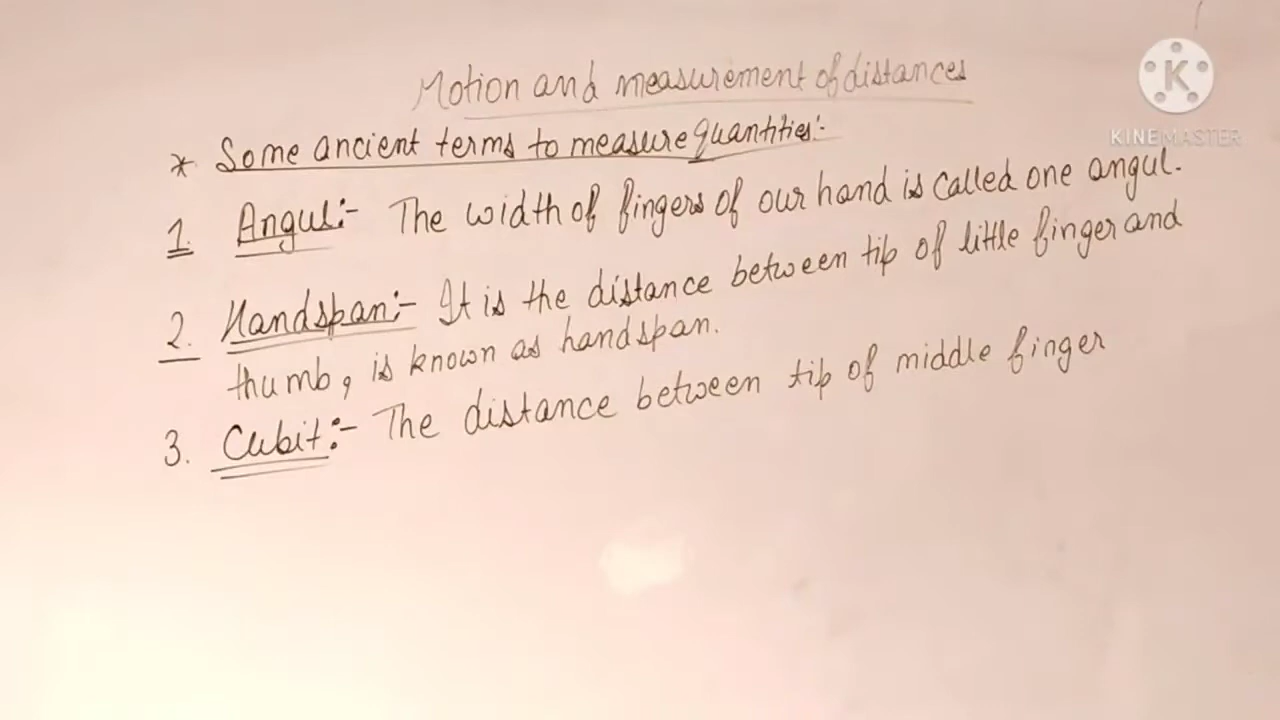 Motion and measurement of distances
* Some ancient terms to measure quantities:-
1. Angul:- The width of fingers of our hand is called one angul.
2. Handspan:- It is the distance between tip of little finger and
thumb, is known as handspan.
3. Cubit:- The distance between tip of middle finger
K
KINEMASTER